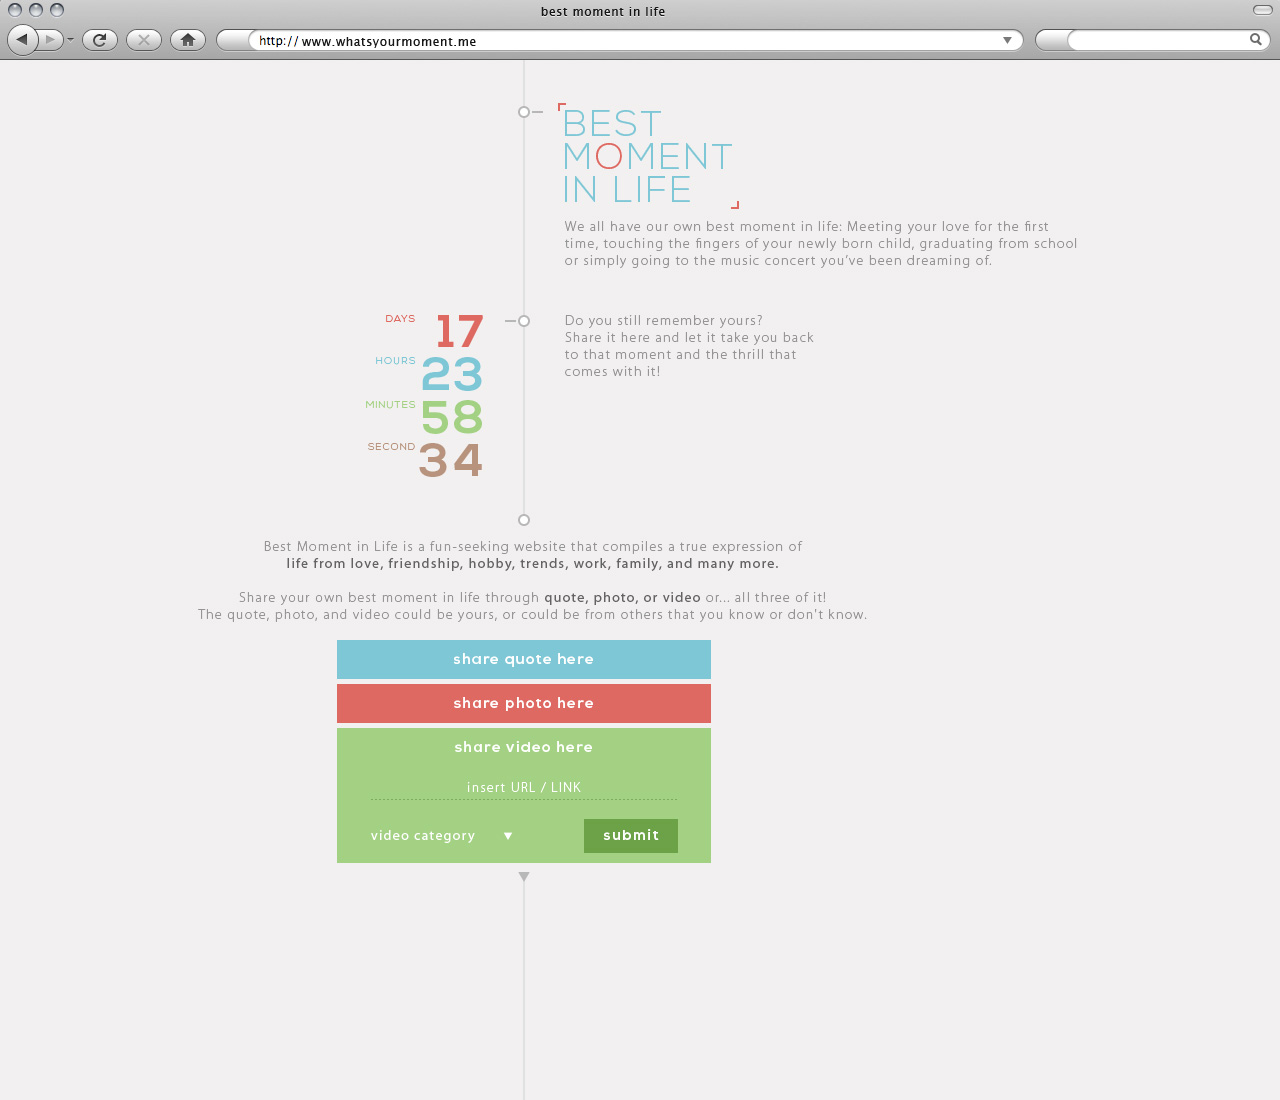 best moment in life
http:// www.whatsyourmoment.me
BEST
MOMENT
IN LIFE
We all have our own best moment in life: Meeting your love for the first
time, touching the fingers of your newly born child, graduating from school
or simply going to the music concert you've been dreaming of.
DAYS 17
HOURS 23
MINUTES 58
SECOND 34
Do you still remember yours?
Share it here and let it take you back
to that moment and the thrill that
comes with it!
Best Moment in Life is a fun-seeking website that compiles a true expression of
life from love, friendship, hobby, trends, work, family, and many more.
Share your own best moment in life through quote, photo, or video or... all three of it!
The quote, photo, and video could be yours, or could be from others that you know or don't know.
share quote here
share photo here
share video here
insert URL / LINK
video category
submit